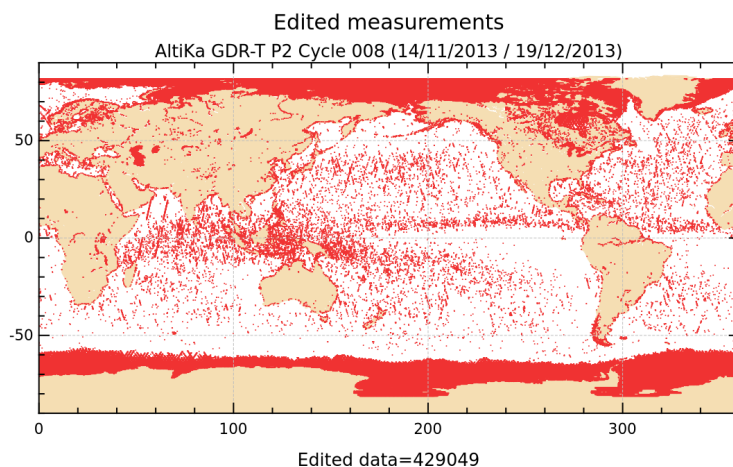 Edited measurements
AltiKa GDR-T P2 Cycle 008 (14/11/2013 / 19/12/2013)
50
0
-50
0 100 200 300
Edited data=429049